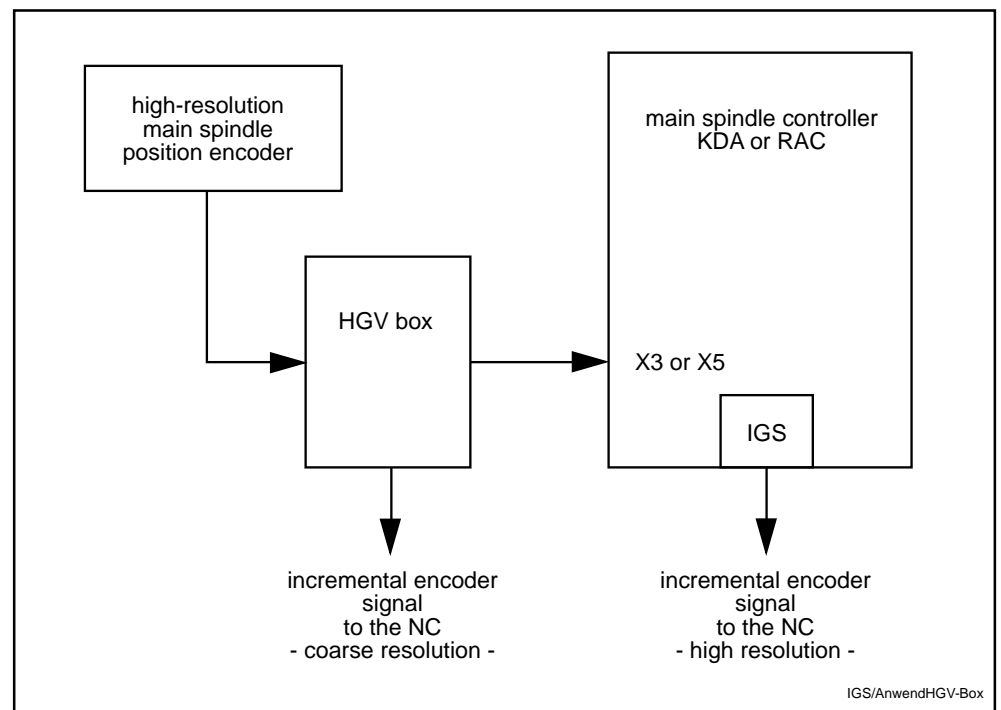 high-resolution
main spindle
position encoder
main spindle controller
KDA or RAC
HGV box
X3 or X5
IGS
incremental encoder
signal
to the NC
- coarse resolution -
incremental encoder
signal
to the NC
- high resolution -
IGS/AnwendHGV-Box